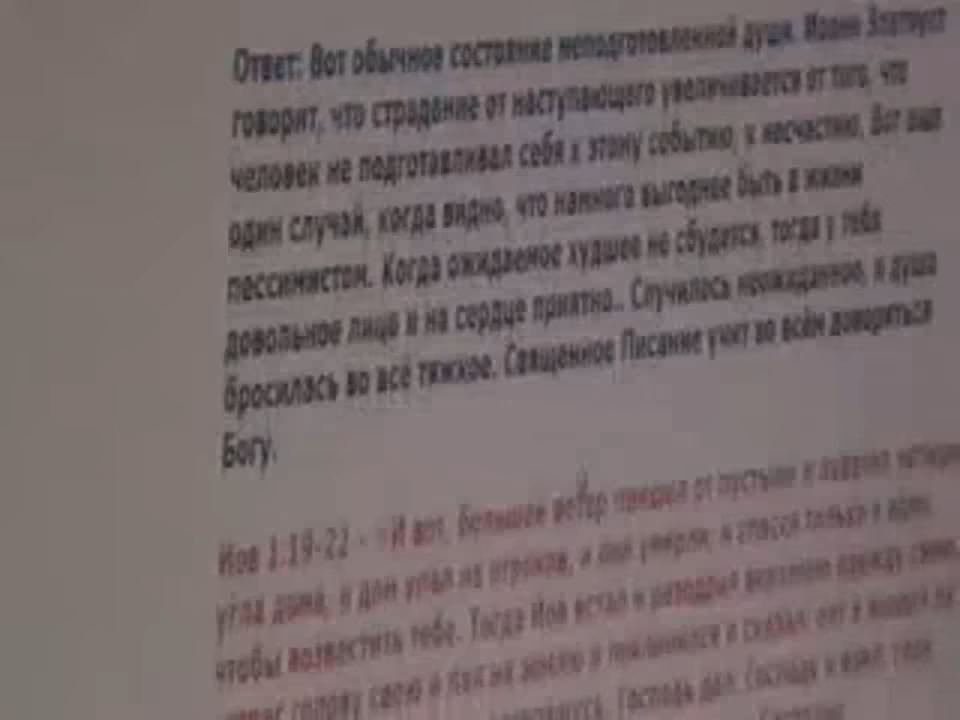 Ответ: Вот обычное состояние неподготовленной души. Иоанн Златоуст
говорит, что страдание от наступающего увеличивается от того, что
человек не подготавливал себя к этому событию, к несчастию. Вот ещё
один случай, когда видно, что намного выгоднее быть в жизни
пессимистом. Когда ожидаемое худшее не сбудется, тогда у тебя
довольное лицо и на сердце приятно.. Случилось неожиданное, и душа
бросилась во всё тяжкое. Священное Писание учит во всём доверяться
Богу.
Иов 1:19-22 - И вот, большой ветер пришел от пустыни и
угла дома, и дом упал на отроков, и они умерли; и спасся только я один,
чтобы возвестить тебе. Тогда Иов встал и разодрал верхнюю одежду свою,
голову свою и пал на землю и поклонился и сказал: наг я вышел из
Господь дал, Господь и взял;